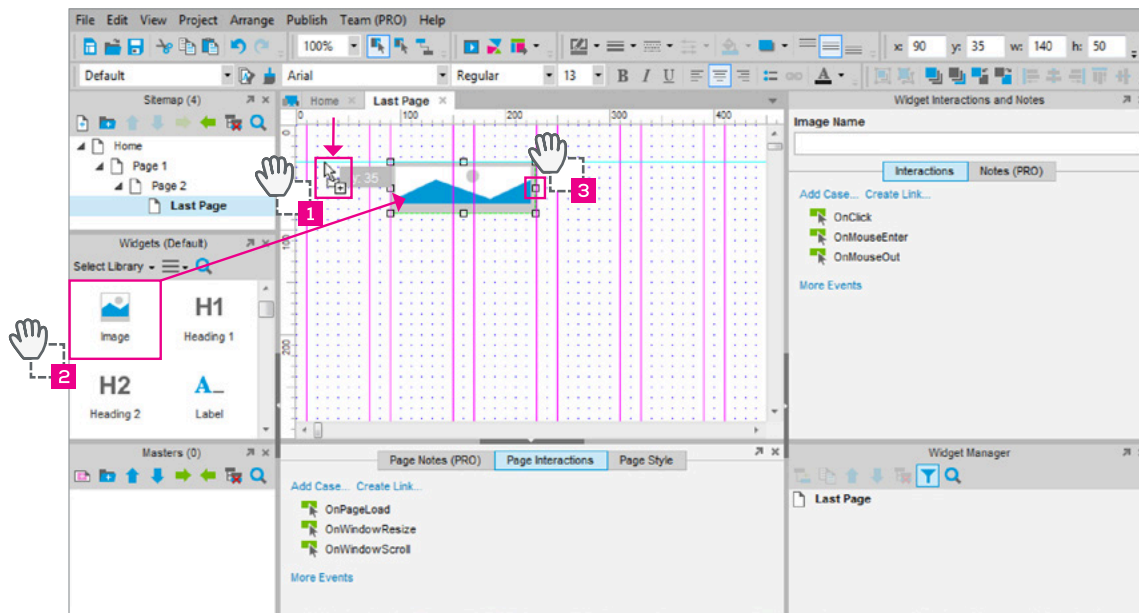 File Edit View Project Arrange Publish Team (PRO) Help
100% x: 90 y: 35 w: 140 h: 50
Default Arial Regular 13 B I U A
Sitemap (4)
Home Last Page
Widget Interactions and Notes
0 100 200 300 400
Image Name
Home
Page 1
Page 2
Last Page
y: 35
1
3
Interactions Notes (PRO)
Add Case... Create Link...
OnClick
OnMouseEnter
OnMouseOut
More Events
Widgets (Default)
Select Library
100
200
Image
H1
Heading 1
2
H2
Heading 2
A_
Label
Masters (0)
Page Notes (PRO) Page Interactions Page Style
Add Case... Create Link...
OnPageLoad
OnWindowResize
OnWindowScroll
More Events
Widget Manager
Last Page